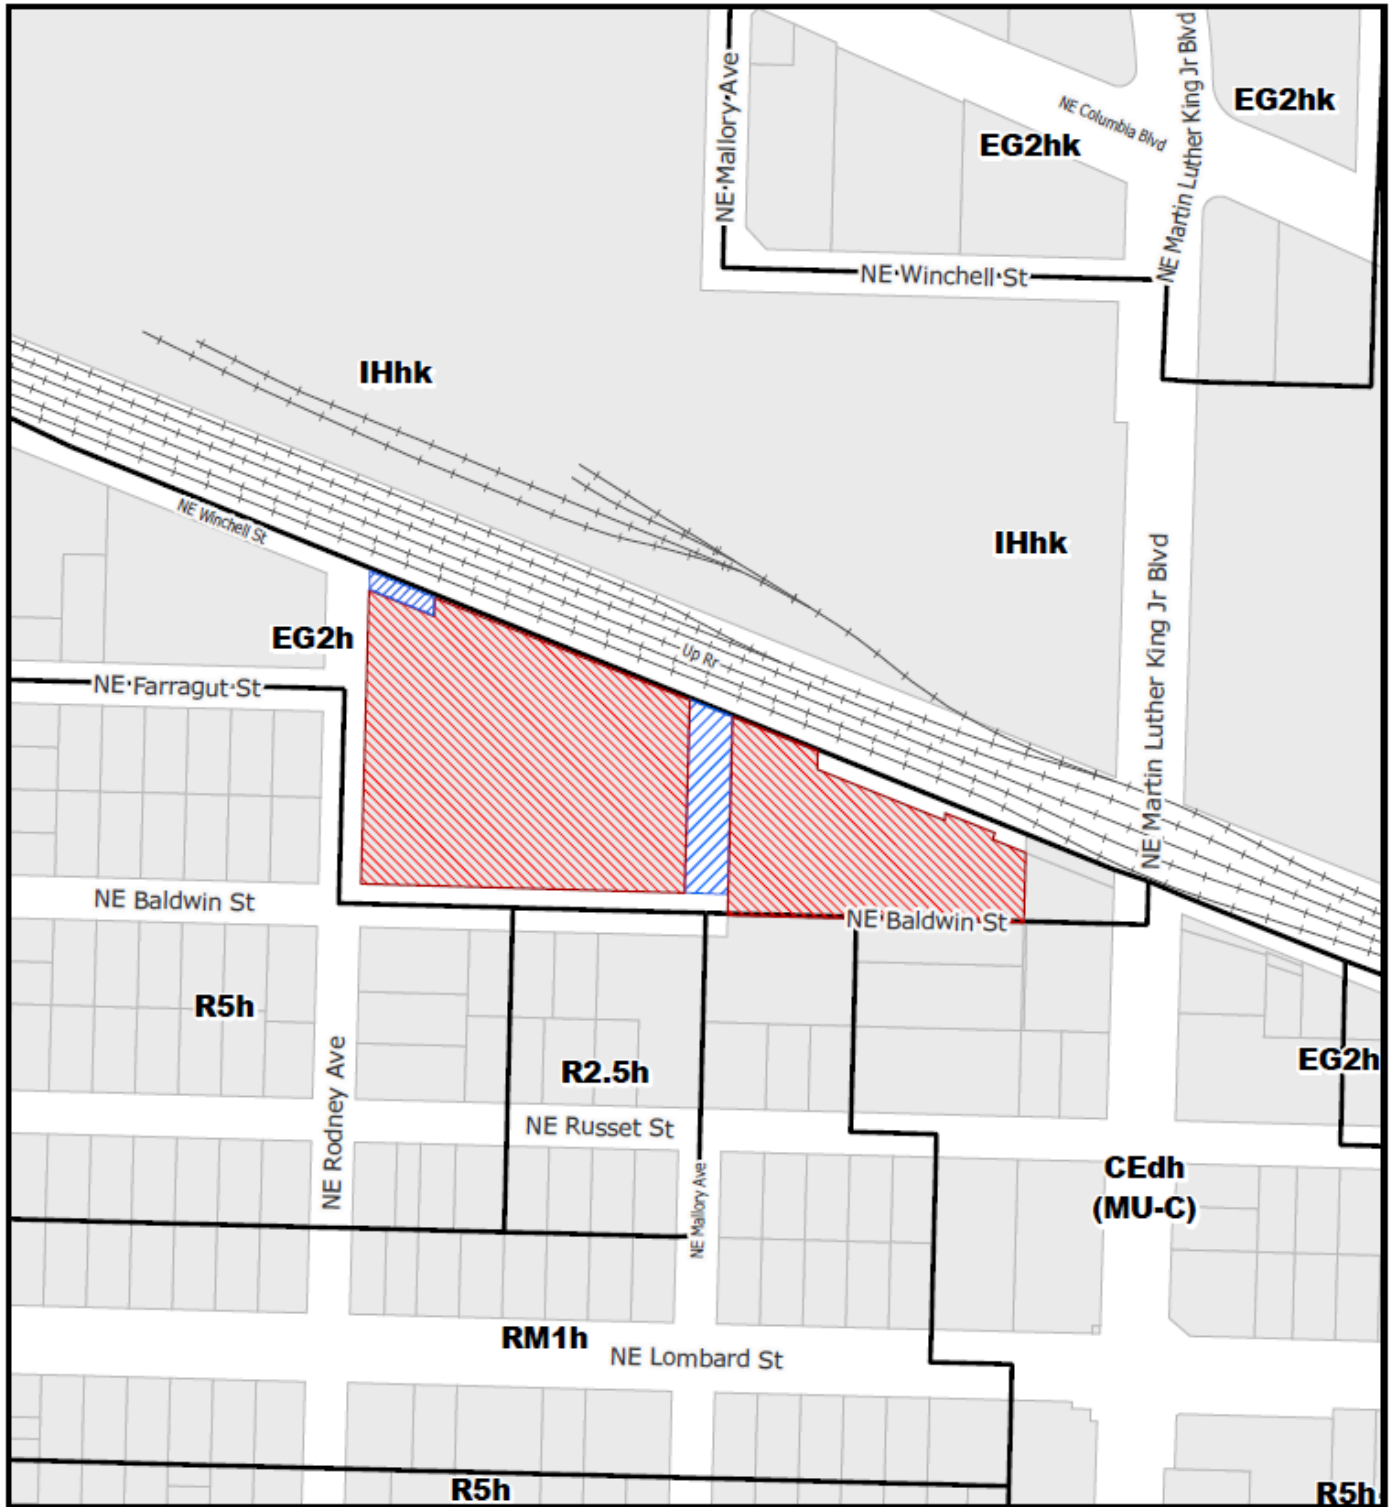 NE Mallory Ave
NE Martin Luther King Jr Blvd
EG2hk
NE Columbia Blvd
EG2hk
NE Winchell St
IHhk
NE Winchell St
IHhk
EG2h
Up Rr
NE Farragut St
NE Martin Luther King Jr Blvd
NE Baldwin St
NE Baldwin St
R5h
R2.5h
EG2h
NE Rodney Ave
NE Russet St
NE Mallory Ave
CEdh
(MU-C)
RM1h
NE Lombard St
R5h
R5h